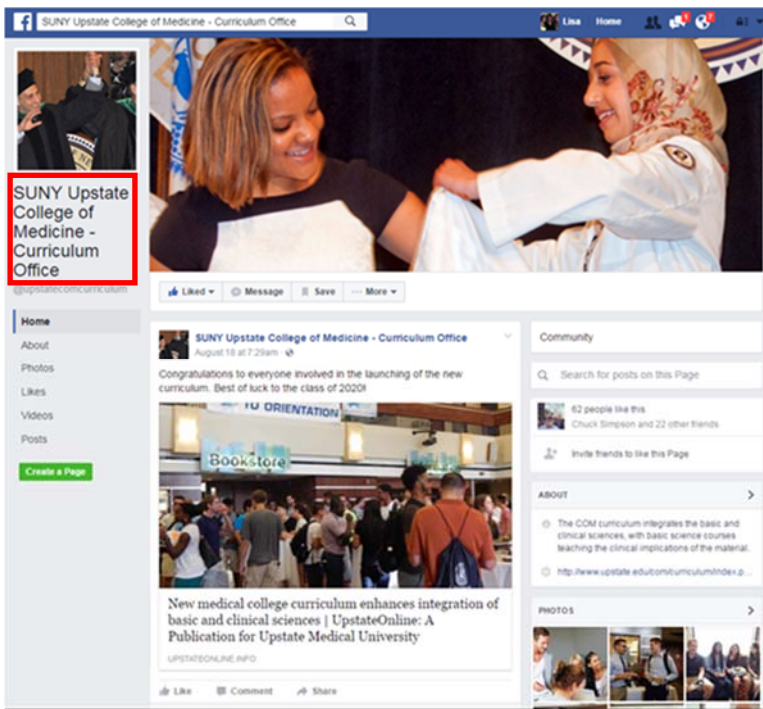 SUNY Upstate College of Medicine - Curriculum Office
Lisa Home
SUNY Upstate
College of
Medicine -
Curriculum
Office
@upstatecomcurriculum
Home
About
Photos
Likes
Videos
Posts
Create a Page
Liked Message Save More
SUNY Upstate College of Medicine - Curriculum Office
August 18 at 7:29am
Congratulations to everyone involved in the launching of the new
curriculum. Best of luck to the class of 2020!
TO ORIENTATION
Bookstore
New medical college curriculum enhances integration of
basic and clinical sciences | UpstateOnline: A
Publication for Upstate Medical University
UPSTATEONLINE.INFO
Like Comment Share
Community
Search for posts on this Page
62 people like this
Chuck Simpson and 22 other friends
Invite friends to like this Page
ABOUT
The COM curriculum integrates the basic and
clinical sciences, with basic science courses
teaching the clinical implications of the material.
http://www.upstate.edu/com/curriculum/index.p...
PHOTOS